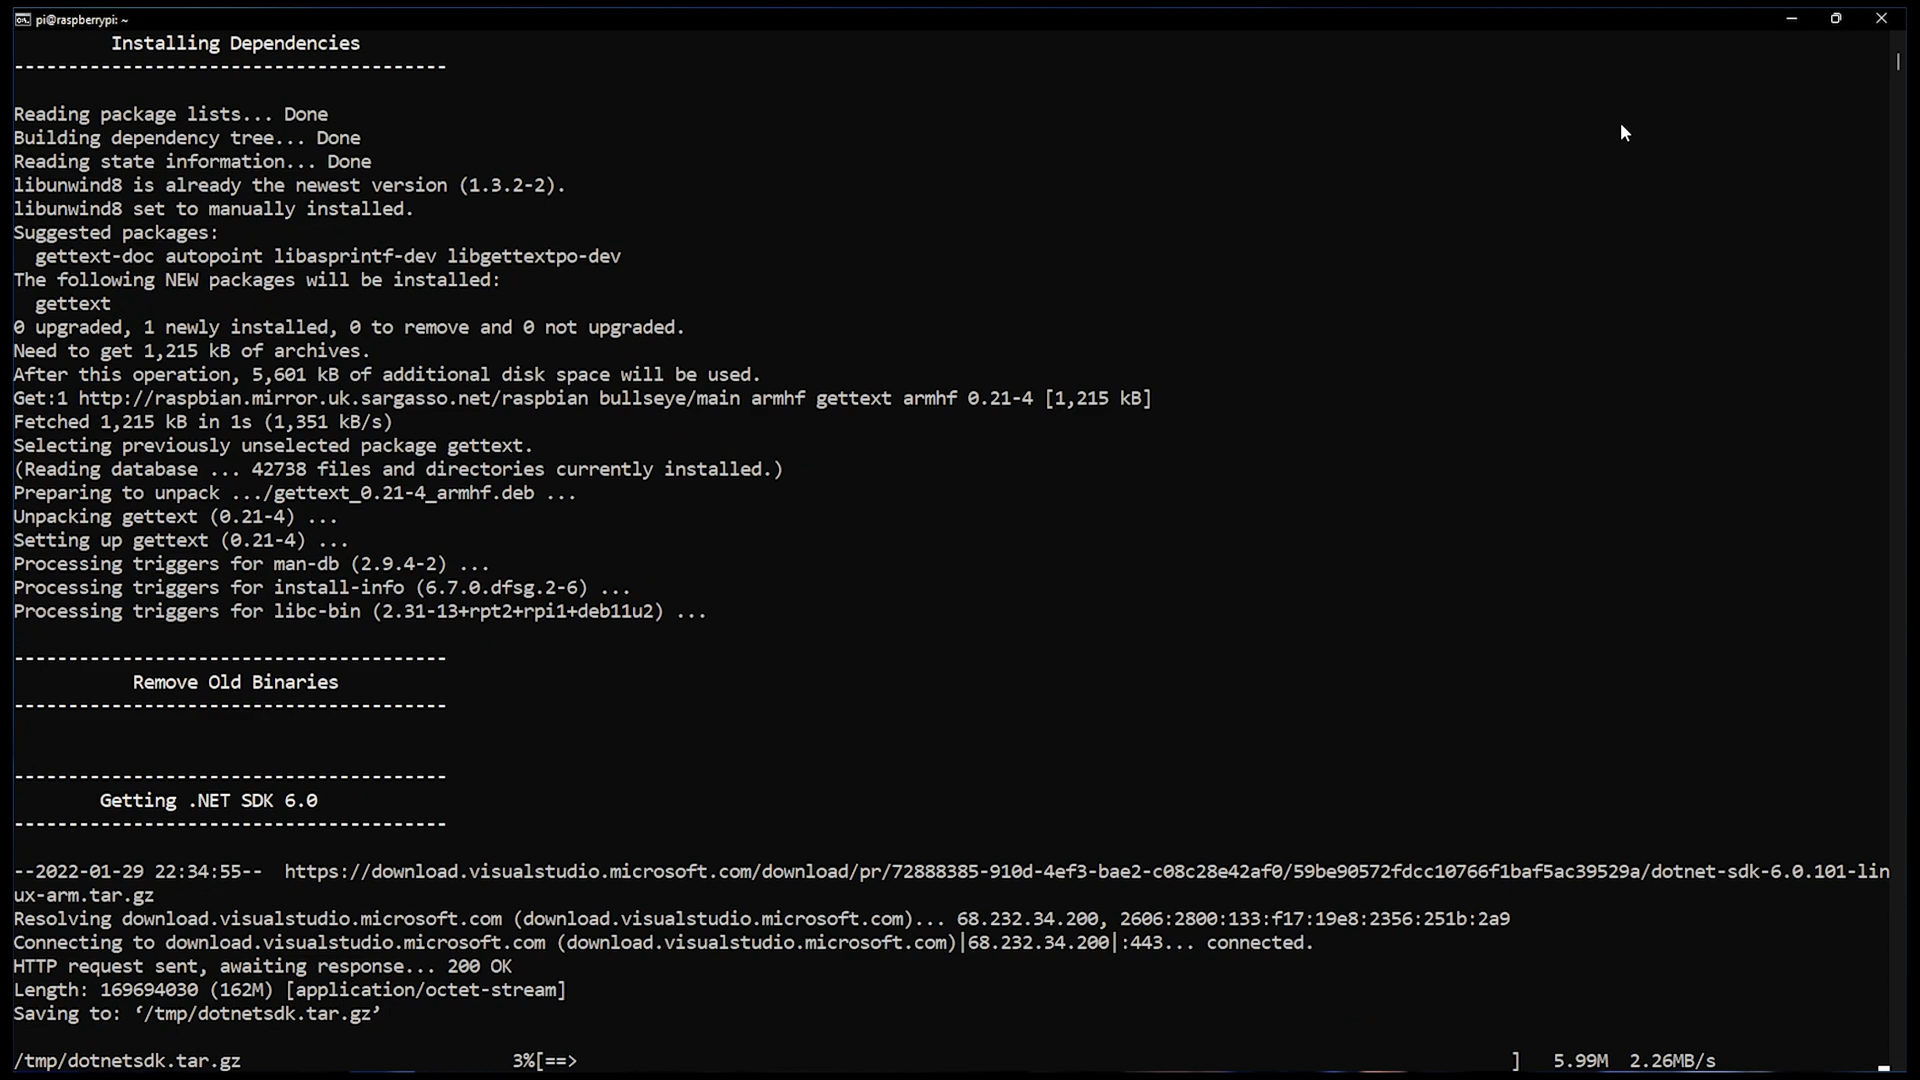 pi@raspberrypi: ~
Installing Dependencies
----------------------------------------
Reading package lists... Done
Building dependency tree... Done
Reading state information... Done
libunwind8 is already the newest version (1.3.2-2).
libunwind8 set to manually installed.
Suggested packages:
  gettext-doc autopoint libasprintf-dev libgettextpo-dev
The following NEW packages will be installed:
  gettext
0 upgraded, 1 newly installed, 0 to remove and 0 not upgraded.
Need to get 1,215 kB of archives.
After this operation, 5,601 kB of additional disk space will be used.
Get:1 http://raspbian.mirror.uk.sargasso.net/raspbian bullseye/main armhf gettext armhf 0.21-4 [1,215 kB]
Fetched 1,215 kB in 1s (1,351 kB/s)
Selecting previously unselected package gettext.
(Reading database ... 42738 files and directories currently installed.)
Preparing to unpack .../gettext_0.21-4_armhf.deb ...
Unpacking gettext (0.21-4) ...
Setting up gettext (0.21-4) ...
Processing triggers for man-db (2.9.4-2) ...
Processing triggers for install-info (6.7.0.dfsg.2-6) ...
Processing triggers for libc-bin (2.31-13+rpt2+rpi1+deb11u2) ...
----------------------------------------
Remove Old Binaries
----------------------------------------
----------------------------------------
Getting .NET SDK 6.0
----------------------------------------
--2022-01-29 22:34:55--  https://download.visualstudio.microsoft.com/download/pr/72888385-910d-4ef3-bae2-c08c28e42af0/59be90572fdcc10766f1baf5ac39529a/dotnet-sdk-6.0.101-lin
ux-arm.tar.gz
Resolving download.visualstudio.microsoft.com (download.visualstudio.microsoft.com)... 68.232.34.200, 2606:2800:133:f17:19e8:2356:251b:2a9
Connecting to download.visualstudio.microsoft.com (download.visualstudio.microsoft.com)|68.232.34.200|:443... connected.
HTTP request sent, awaiting response... 200 OK
Length: 169694030 (162M) [application/octet-stream]
Saving to: ‘/tmp/dotnetsdk.tar.gz’
/tmp/dotnetsdk.tar.gz 3%[==> ] 5.99M 2.26MB/s